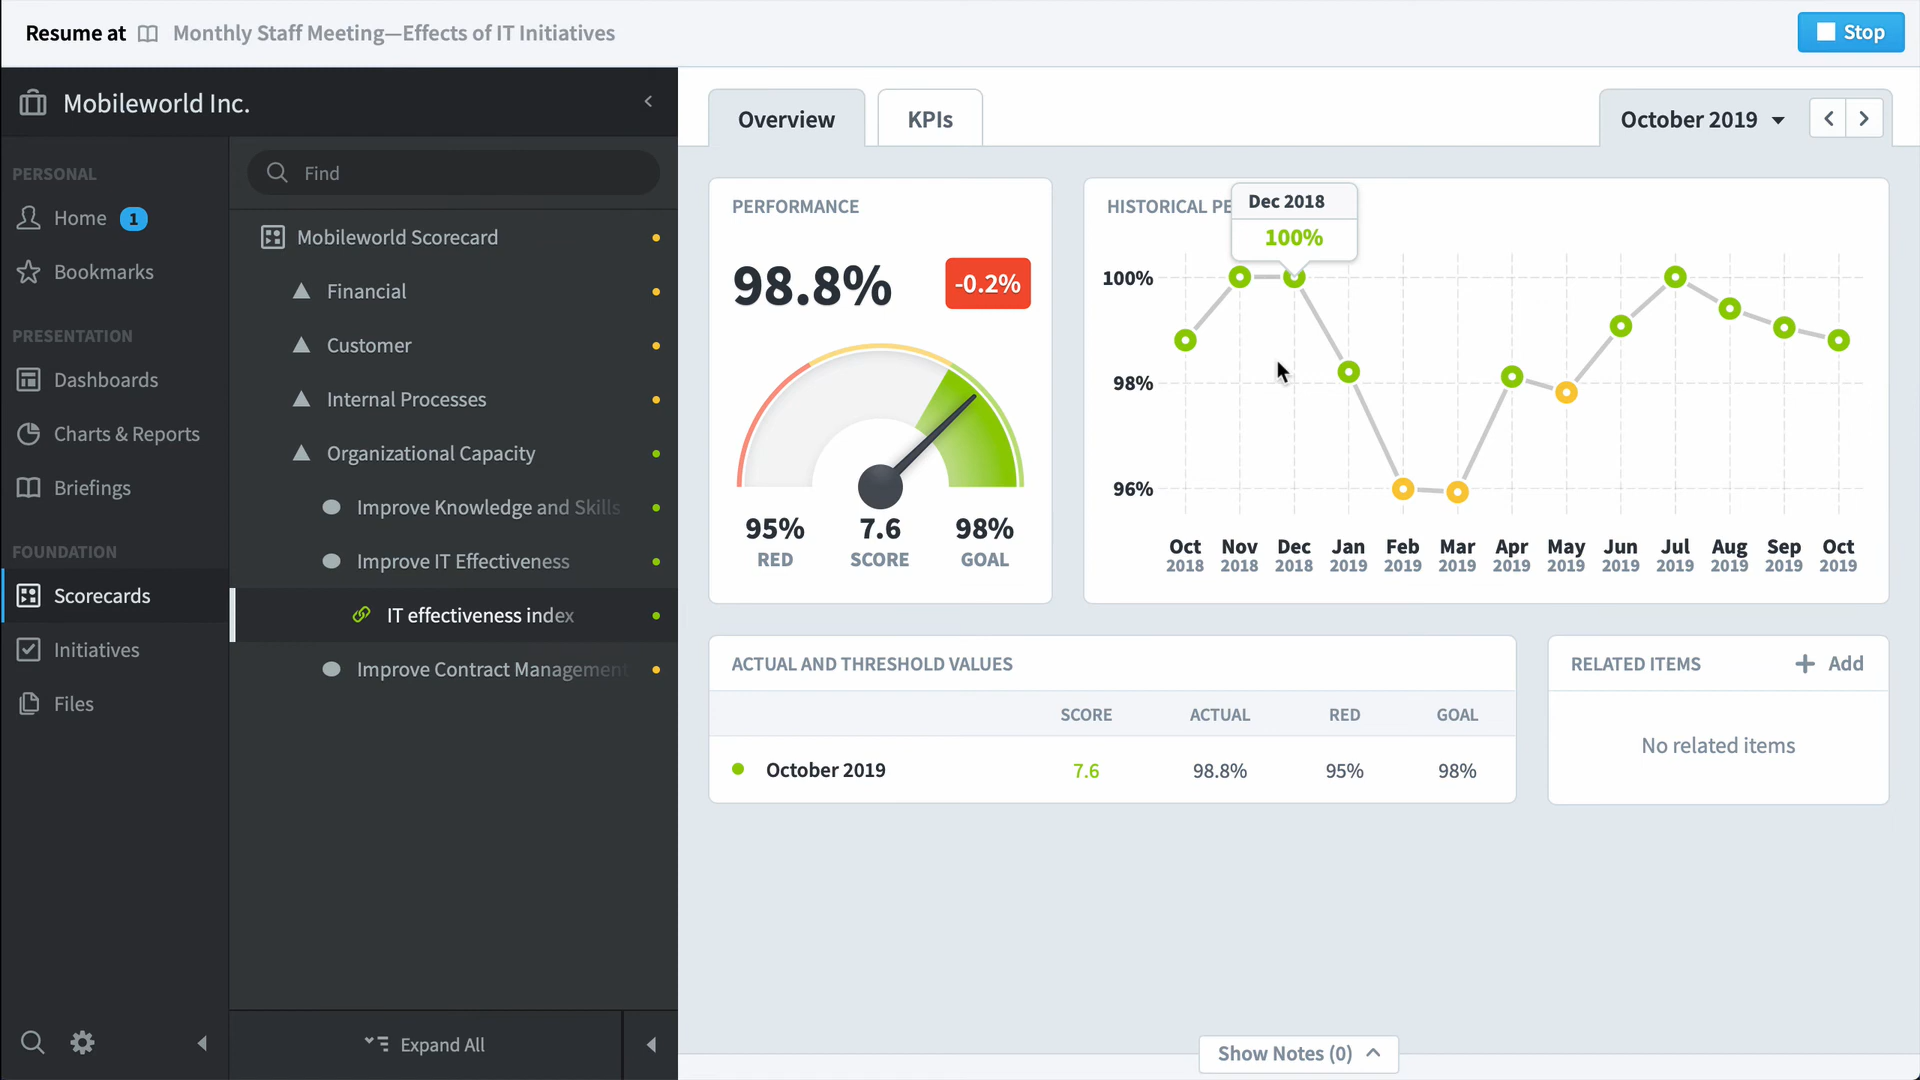 Resume at Monthly Staff Meeting—Effects of IT Initiatives
Stop
Mobileworld Inc.
PERSONAL
Home 1
Bookmarks
PRESENTATION
Dashboards
Charts & Reports
Briefings
FOUNDATION
Scorecards
Initiatives
Files
Find
Mobileworld Scorecard
Financial
Customer
Internal Processes
Organizational Capacity
Improve Knowledge and Skills
Improve IT Effectiveness
IT effectiveness index
Improve Contract Management
Expand All
Overview
KPIs
October 2019
PERFORMANCE
98.8%
-0.2%
95% 7.6 98%
RED SCORE GOAL
HISTORICAL PE
Dec 2018
100%
100%
98%
96%
Oct Nov Dec Jan Feb Mar Apr May Jun Jul Aug Sep Oct
2018 2018 2018 2019 2019 2019 2019 2019 2019 2019 2019 2019 2019
ACTUAL AND THRESHOLD VALUES
SCORE ACTUAL RED GOAL
October 2019 7.6 98.8% 95% 98%
RELATED ITEMS
Add
No related items
Show Notes (0)